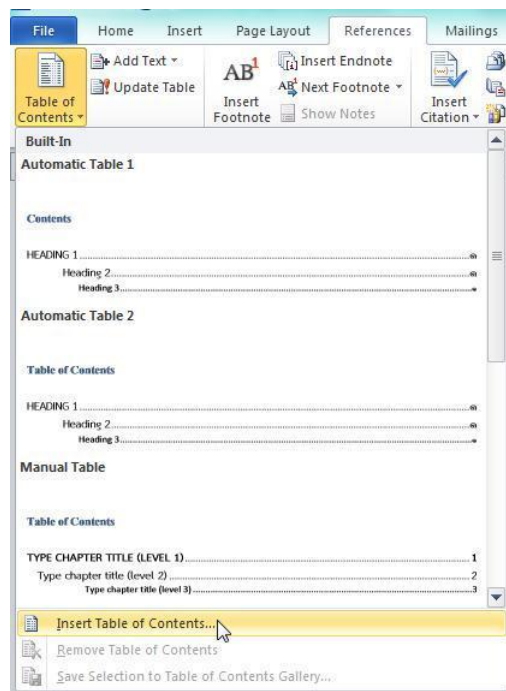 File Home Insert Page Layout References Mailings
Table of Contents
Add Text
Update Table
AB1
Insert Footnote
Insert Endnote
AB Next Footnote
Show Notes
Insert Citation
Built-In
Automatic Table 1
Contents
HEADING 1
Heading 2
Heading 3
Automatic Table 2
Table of Contents
HEADING 1
Heading 2
Heading 3
Manual Table
Table of Contents
TYPE CHAPTER TITLE (LEVEL 1) 1
Type chapter title (level 2) 2
Type chapter title (level 3) 3
Insert Table of Contents...
Remove Table of Contents
Save Selection to Table of Contents Gallery...